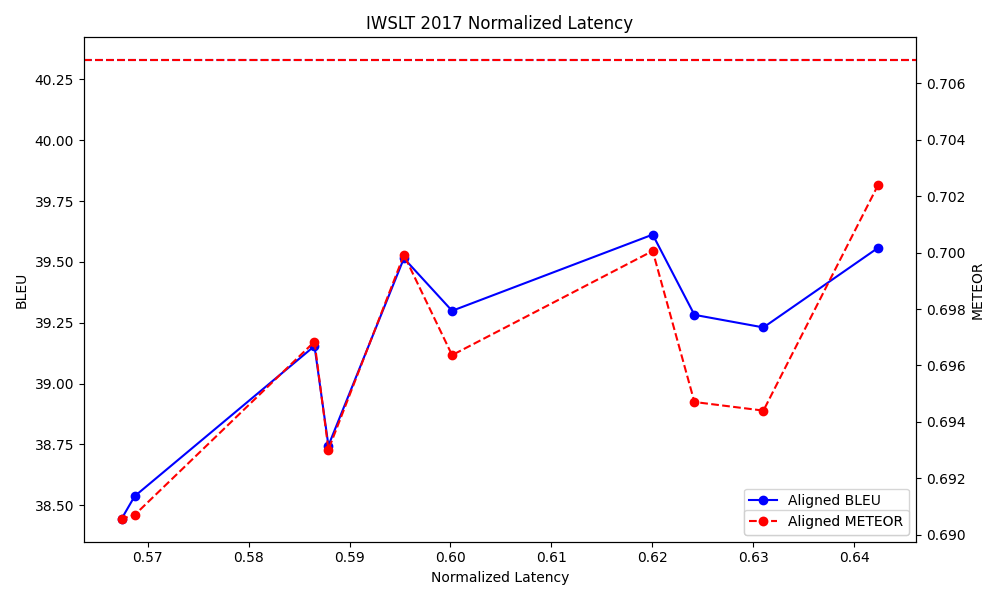 IWSLT 2017 Normalized Latency
BLEU
40.25
40.00
39.75
39.50
39.25
39.00
38.75
38.50
0.706
0.704
0.702
0.700
0.698
0.696
0.694
0.692
0.690
METEOR
Aligned BLEU
Aligned METEOR
0.57 0.58 0.59 0.60 0.61 0.62 0.63 0.64
Normalized Latency